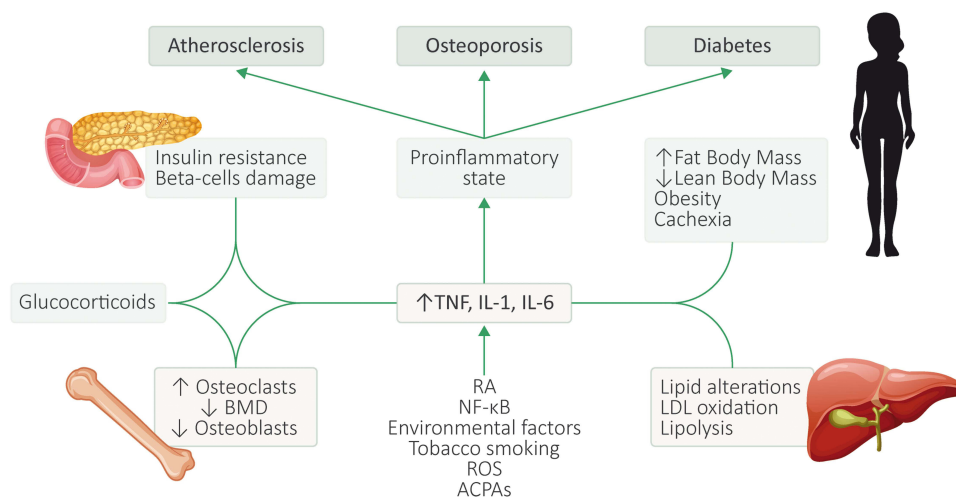 Atherosclerosis
Osteoporosis
Diabetes
Insulin resistance
Beta-cells damage
Proinflammatory
state
↑Fat Body Mass
↓Lean Body Mass
Obesity
Cachexia
Glucocorticoids
↑TNF, IL-1, IL-6
↑ Osteoclasts
↓ BMD
↓ Osteoblasts
RA
NF-κB
Environmental factors
Tobacco smoking
ROS
ACPAs
Lipid alterations
LDL oxidation
Lipolysis